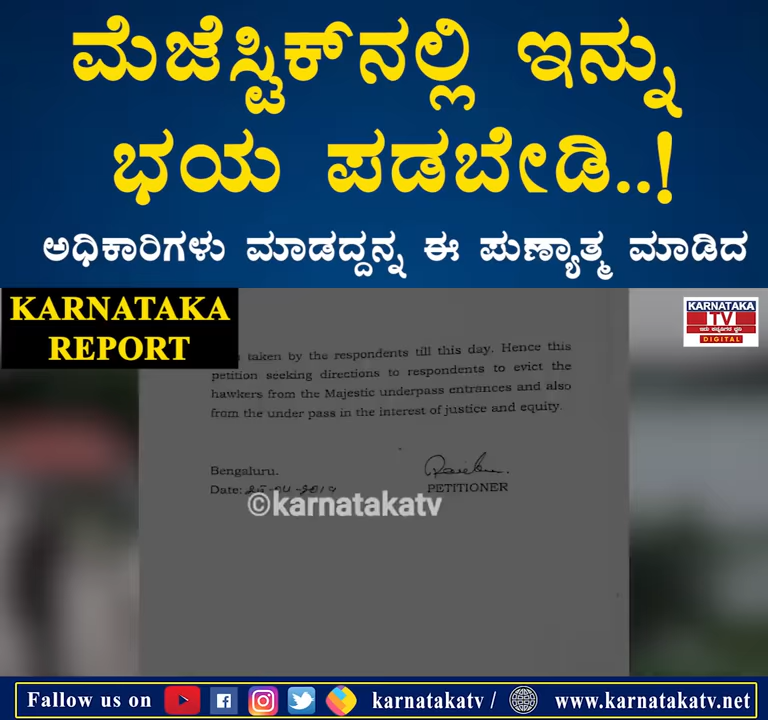 ಮೆಜೆಸ್ಟಿಕ್‌ನಲ್ಲಿ ಇನ್ನು
ಭಯ ಪಡಬೇಡಿ..!
ಅಧಿಕಾರಿಗಳು ಮಾಡದ್ದನ್ನ ಈ ಪುಣ್ಯಾತ್ಮ ಮಾಡಿದ
KARNATAKA
REPORT
KARNATAKA
TV
DIGITAL
taken by the respondents till this day. Hence this
petition seeking directions to respondents to evict the
hawkers from the Majestic underpass entrances and also
from the under pass in the interest of justice and equity.
Bengaluru.
Date:
PETITIONER
©karnatakatv
Fallow us on karnatakatv / www.karnatakatv.net